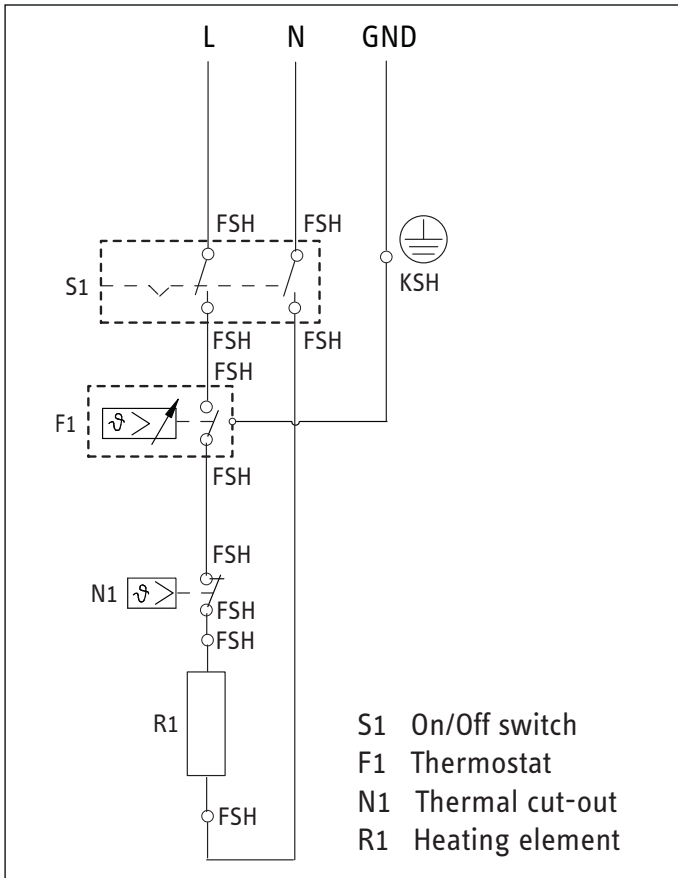 L N GND
FSH FSH
S1
KSH
FSH FSH
FSH
F1 ϑ >
FSH
FSH
N1 ϑ >
FSH
FSH
R1
FSH
S1 On/Off switch
F1 Thermostat
N1 Thermal cut-out
R1 Heating element